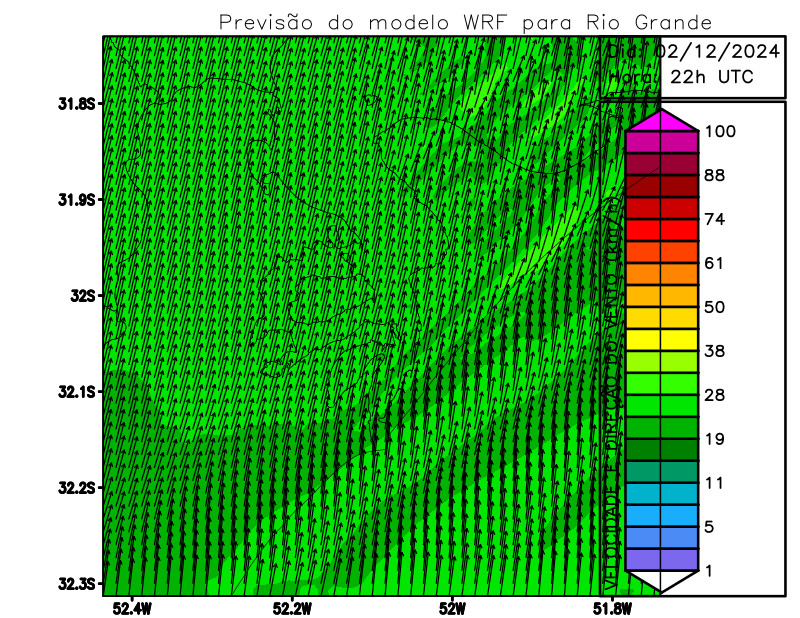 Previsão do modelo WRF para Rio Grande
Dia: 02/12/2024
Hora: 22h UTC
31.8S
31.9S
32S
32.1S
32.2S
32.3S
52.4W
52.2W
52W
51.8W
VELOCIDADE E DIREÇÃO DO VENTO (km/h)
100
88
74
61
50
38
28
19
11
5
1